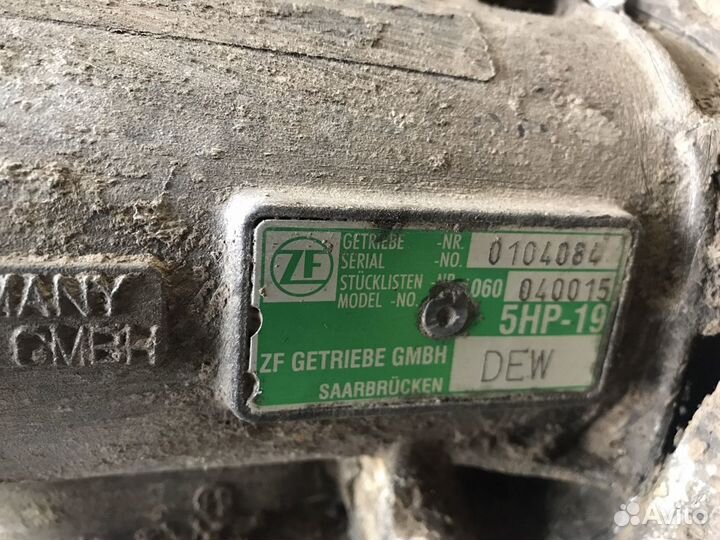 MANY
GMBH
ZF
GETRIEBE -NR. 0104084
SERIAL -NO.
STÜCKLISTEN -NR. 1060 040015
MODEL -NO.
5HP-19
ZF GETRIEBE GMBH DEW
SAARBRÜCKEN
Avito